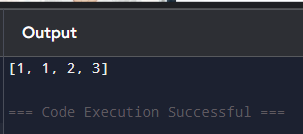 Output
[1, 1, 2, 3]
=== Code Execution Successful ===